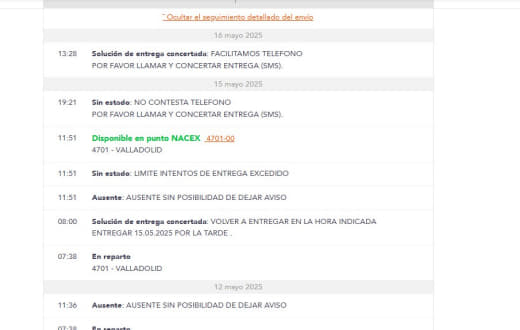 Ocultar el seguimiento detallado del envío
16 mayo 2025
13:28 Solución de entrega concertada: FACILITAMOS TELEFONO
POR FAVOR LLAMAR Y CONCERTAR ENTREGA (SMS).
15 mayo 2025
19:21 Sin estado: NO CONTESTA TELEFONO
POR FAVOR LLAMAR Y CONCERTAR ENTREGA (SMS).
11:51 Disponible en punto NACEX 4701-00
4701 - VALLADOLID
11:51 Sin estado: LIMITE INTENTOS DE ENTREGA EXCEDIDO
11:51 Ausente: AUSENTE SIN POSIBILIDAD DE DEJAR AVISO
08:00 Solución de entrega concertada: VOLVER A ENTREGAR EN LA HORA INDICADA
ENTREGAR 15.05.2025 POR LA TARDE .
07:38 En reparto
4701 - VALLADOLID
12 mayo 2025
11:36 Ausente: AUSENTE SIN POSIBILIDAD DE DEJAR AVISO
07:38 En reparto